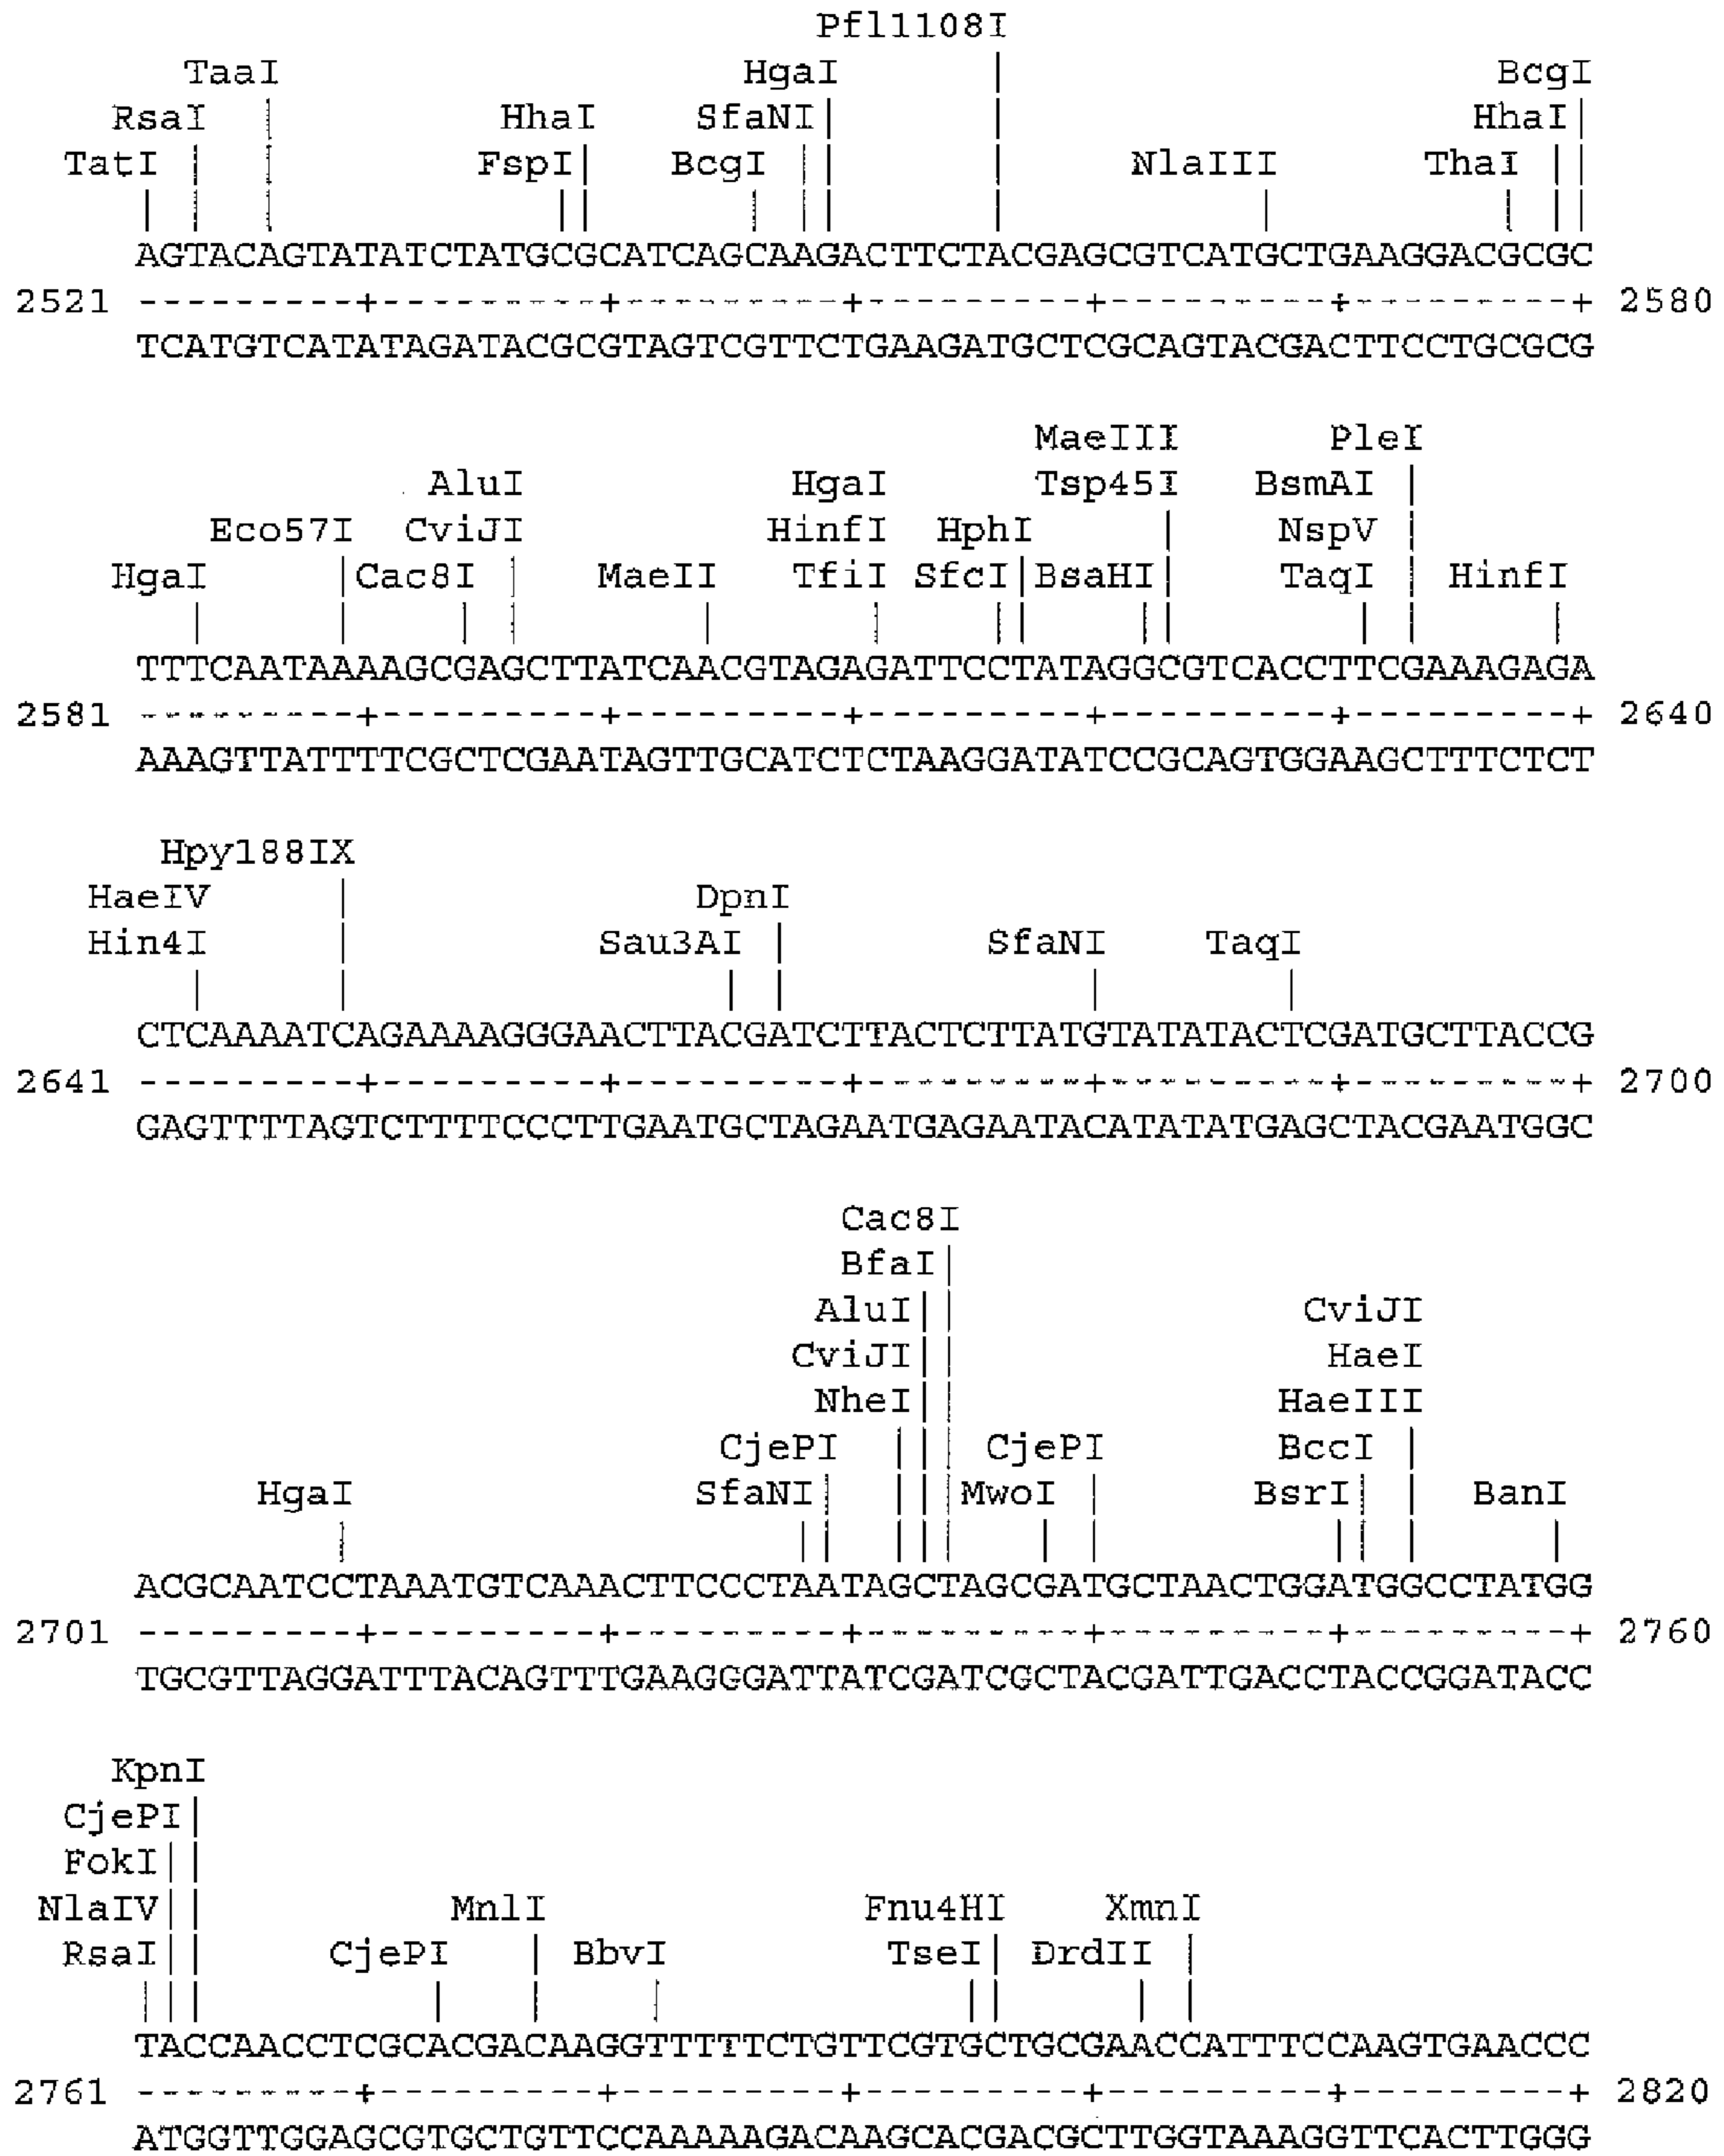 Pfl1108I
TaaI HgaI BcgI
RsaI HhaI SfaNI HhaI
TatI FspI BcgI NlaIII ThaI
AGTACAGTATATCTATGCGCATCAGCAAGACTTCTACGAGCGTCATGCTGAAGGACGCGC
2521 ---------+---------+---------+---------+---------+---------+ 2580
TCATGTCATATAGATACGCGTAGTCGTTCTGAAGATGCTCGCAGTACGACTTCCTGCGCG
MaeIII PleI
AluI HgaI Tsp45I BsmAI
Eco57I CviJI HinfI HphI NspV
HgaI Cac8I MaeII TfiI SfcI BsaHI TaqI HinfI
TTTCAATAAAAGCGAGCTTATCAACGTAGAGATTCCTATAGGCGTCACCTTCGAAAGAGA
2581 ---------+---------+---------+---------+---------+---------+ 2640
AAAGTTATTTTCGCTCGAATAGTTGCATCTCTAAGGATATCCGCAGTGGAAGCTTTCTCT
Hpy188IX
HaeIV DpnI
Hin4I Sau3AI SfaNI TaqI
CTCAAAATCAGAAAAGGGAACTTACGATCTTACTCTTATGTATATACTCGATGCTTACCG
2641 ---------+---------+---------+---------+---------+---------+ 2700
GAGTTTTAGTCTTTTCCCTTGAATGCTAGAATGAGAATACATATATGAGCTACGAATGGC
Cac8I
BfaI
AluI CviJI
CviJI HaeI
NheI HaeIII
CjePI CjePI BccI
HgaI SfaNI MwoI BsrI BanI
ACGCAATCCTAAATGTCAAACTTCCCTAATAGCTAGCGATGCTAACTGGATGGCCTATGG
2701 ---------+---------+---------+---------+---------+---------+ 2760
TGCGTTAGGATTTACAGTTTGAAGGGATTATCGATCGCTACGATTGACCTACCGGATACC
KpnI
CjePI
FokI
NlaIV MnlI Fnu4HI XmnI
RsaI CjePI BbvI TseI DrdII
TACCAACCTCGCACGACAAGGTTTTTCTGTTCGTGCTGCGAACCATTTCCAAGTGAACCC
2761 ---------+---------+---------+---------+---------+---------+ 2820
ATGGTTGGAGCGTGCTGTTCCAAAAAGACAAGCACGACGCTTGGTAAAGGTTCACTTGGG